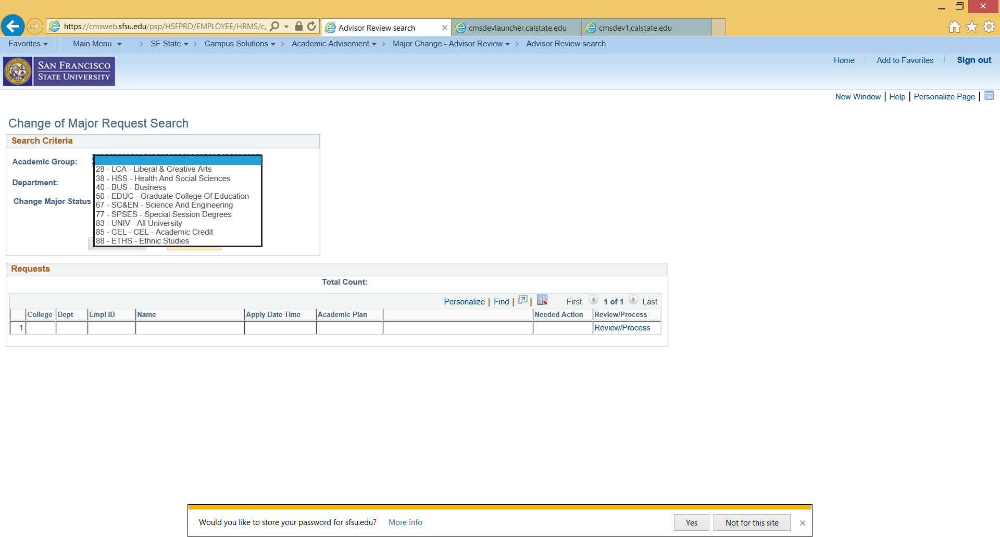 https://cmsweb.sfsu.edu/psp/HSFPRD/EMPLOYEE/HRMS/c,
Advisor Review search
cmsdevlauncher.calstate.edu
cmsdev1.calstate.edu
Favorites
Main Menu > SF State > Campus Solutions > Academic Advisement > Major Change - Advisor Review > Advisor Review search
SAN FRANCISCO
STATE UNIVERSITY
Home
Add to Favorites
Sign out
New Window | Help | Personalize Page |
Change of Major Request Search
Search Criteria
Academic Group:
28 - LCA - Liberal & Creative Arts
38 - HSS - Health And Social Sciences
Department:
40 - BUS - Business
50 - EDUC - Graduate College Of Education
Change Major Status
67 - SC&EN - Science And Engineering
77 - SPSES - Special Session Degrees
83 - UNIV - All University
85 - CEL - CEL - Academic Credit
88 - ETHS - Ethnic Studies
Requests
Total Count:
Personalize | Find | | First 1 of 1 Last
College Dept Empl ID Name Apply Date Time Academic Plan Needed Action Review/Process
1 Review/Process
Would you like to store your password for sfsu.edu? More info Yes Not for this site